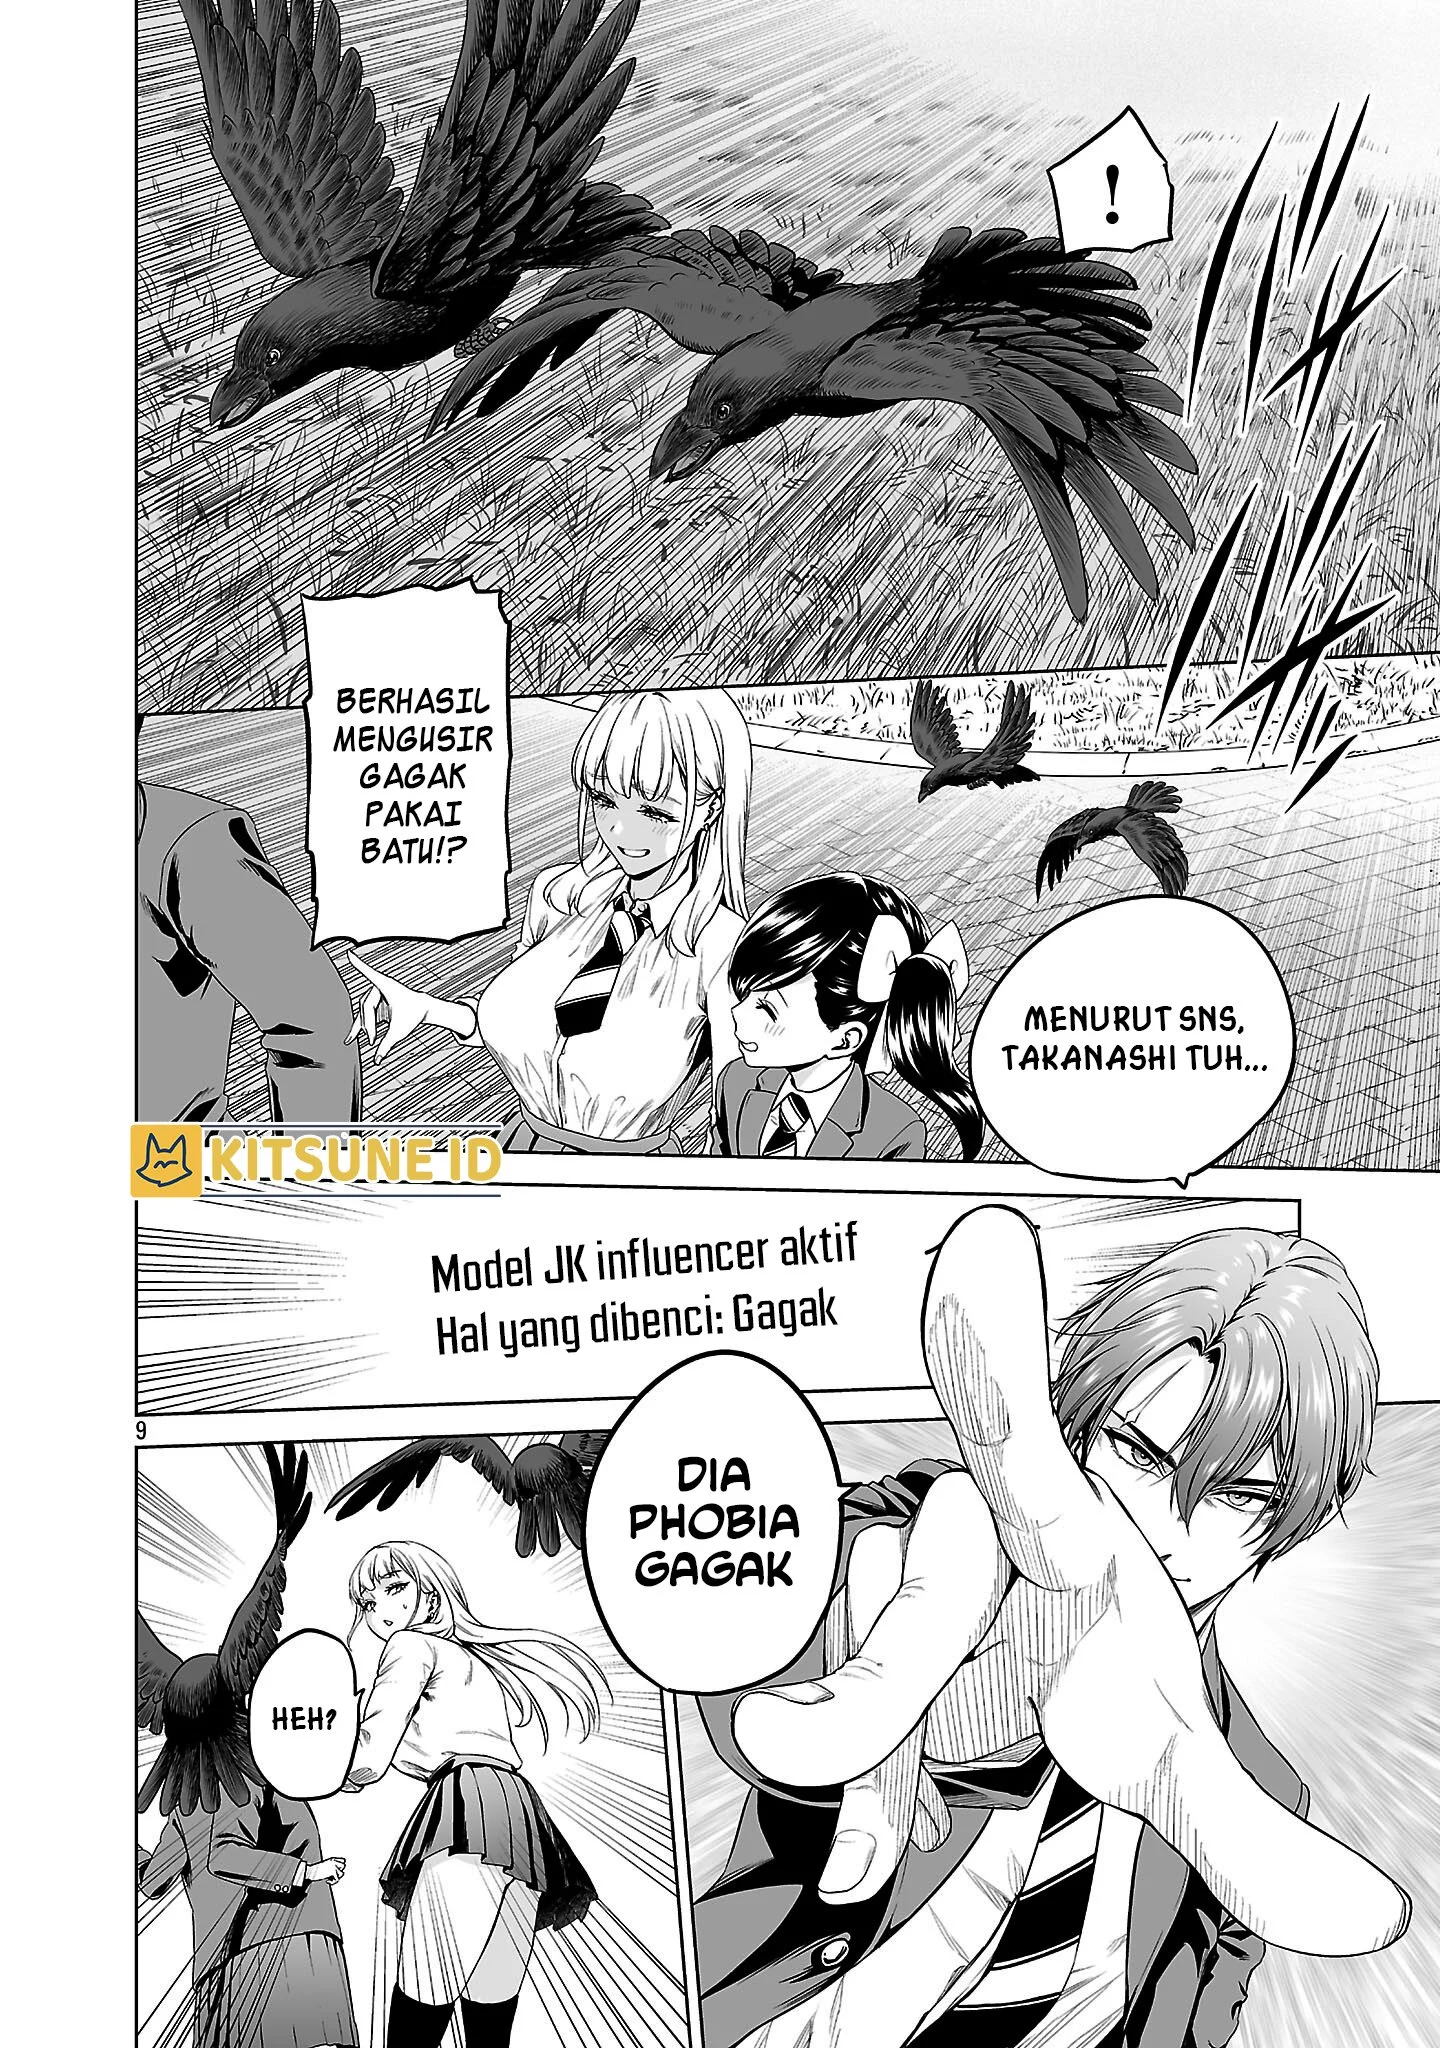 !
BERHASIL
MENGUSIR
GAGAK
PAKAI
BATU!?
MENURUT SNS,
TAKANASHI TUH...
KITSUNE ID
Model JK influencer aktif
Hal yang dibenci: Gagak
9
DIA
PHOBIA
GAGAK
HEH?